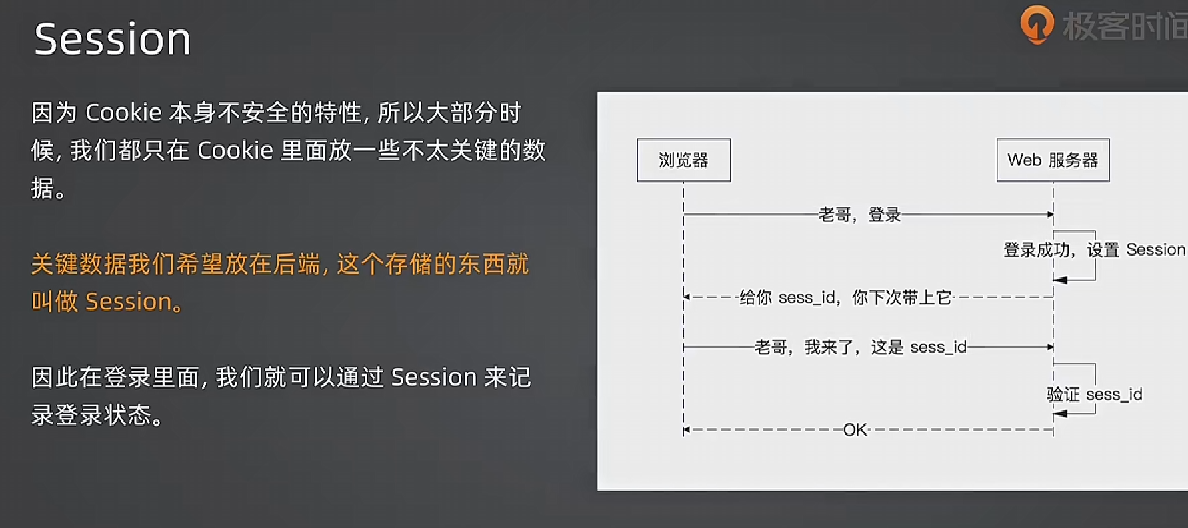 Session
极客时间
因为 Cookie 本身不安全的特性, 所以大部分时
候, 我们都只在 Cookie 里面放一些不太关键的数
据。
关键数据我们希望放在后端, 这个存储的东西就
叫做 Session。
因此在登录里面, 我们就可以通过 Session 来记
录登录状态。
浏览器
Web 服务器
老哥，登录
登录成功，设置 Session
给你 sess_id，你下次带上它
老哥，我来了，这是 sess_id
验证 sess_id
OK